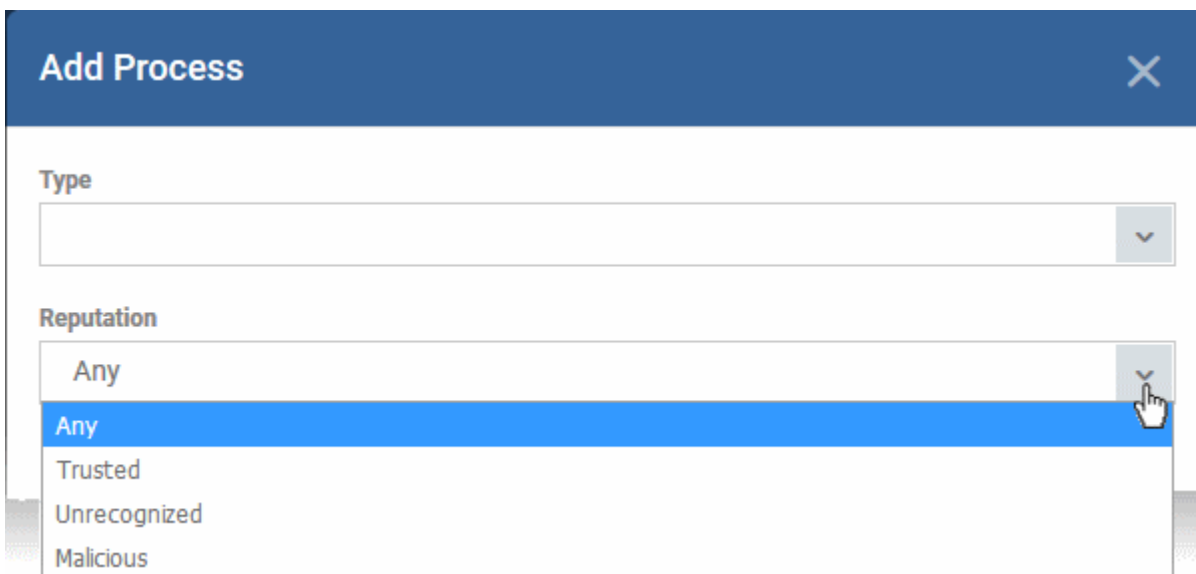 Add Process
Type
Reputation
Any
Any
Trusted
Unrecognized
Malicious